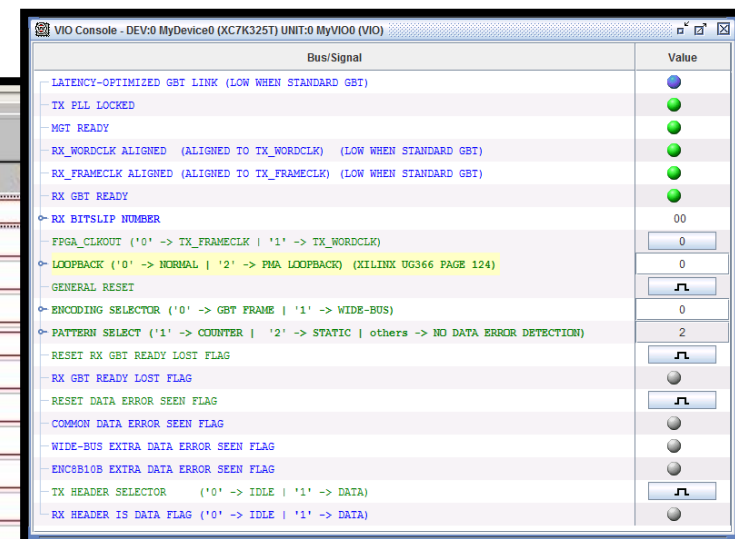 VIO Console - DEV:0 MyDevice0 (XC7K325T) UNIT:0 MyVIO0 (VIO)
Bus/Signal Value
LATENCY-OPTIMIZED GBT LINK (LOW WHEN STANDARD GBT)
TX PLL LOCKED
MGT READY
RX_WORDCLK ALIGNED (ALIGNED TO TX_WORDCLK) (LOW WHEN STANDARD GBT)
RX_FRAMECLK ALIGNED (ALIGNED TO TX_FRAMECLK) (LOW WHEN STANDARD GBT)
RX GBT READY
RX BITSLIP NUMBER 00
FPGA_CLKOUT ('0' -> TX_FRAMECLK | '1' -> TX_WORDCLK) 0
LOOPBACK ('0' -> NORMAL | '2' -> PMA LOOPBACK) (XILINX UG366 PAGE 124) 0
GENERAL RESET
ENCODING SELECTOR ('0' -> GBT FRAME | '1' -> WIDE-BUS) 0
PATTERN SELECT ('1' -> COUNTER | '2' -> STATIC | others -> NO DATA ERROR DETECTION) 2
RESET RX GBT READY LOST FLAG
RX GBT READY LOST FLAG
RESET DATA ERROR SEEN FLAG
COMMON DATA ERROR SEEN FLAG
WIDE-BUS EXTRA DATA ERROR SEEN FLAG
ENC8B10B EXTRA DATA ERROR SEEN FLAG
TX HEADER SELECTOR ('0' -> IDLE | '1' -> DATA)
RX HEADER IS DATA FLAG ('0' -> IDLE | '1' -> DATA)